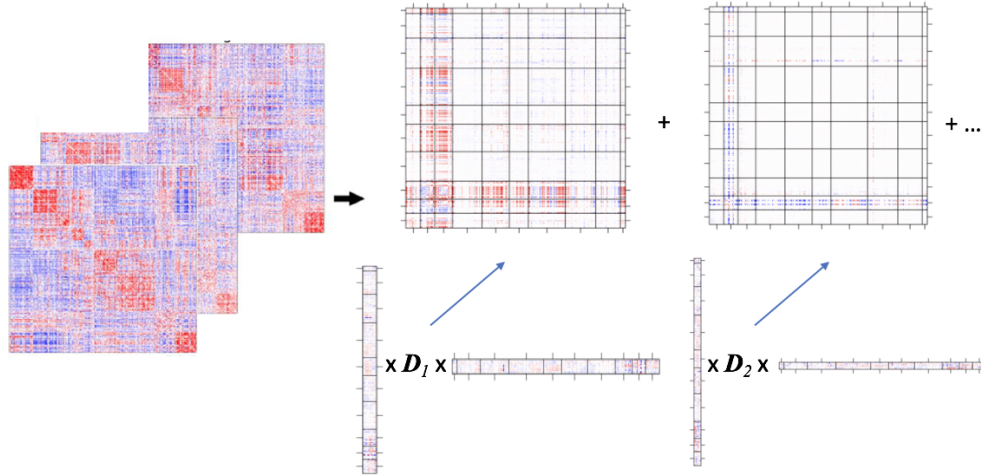 +
+ ...
x D₁ x
x D₂ x